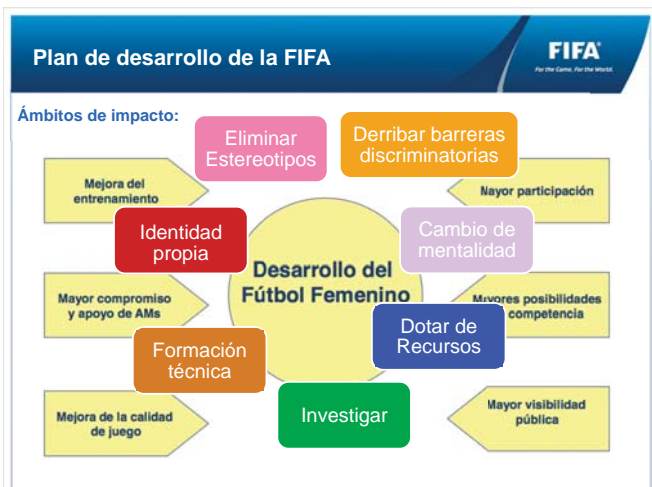 Plan de desarrollo de la FIFA
FIFA
For the Game. For the World.
Ámbitos de impacto:
Eliminar
Estereotipos
Derribar barreras
discriminatorias
Mejora del
entrenamiento
Nayor participación
Identidad
propia
Cambio de
mentalidad
Desarrollo del
Fútbol Femenino
Mayor compromiso
y apoyo de AMs
posibilidades
competencia
Dotar de
Recursos
Formación
técnica
Investigar
Mejora de la calidad
de juego
Mayor visibilidad
pública